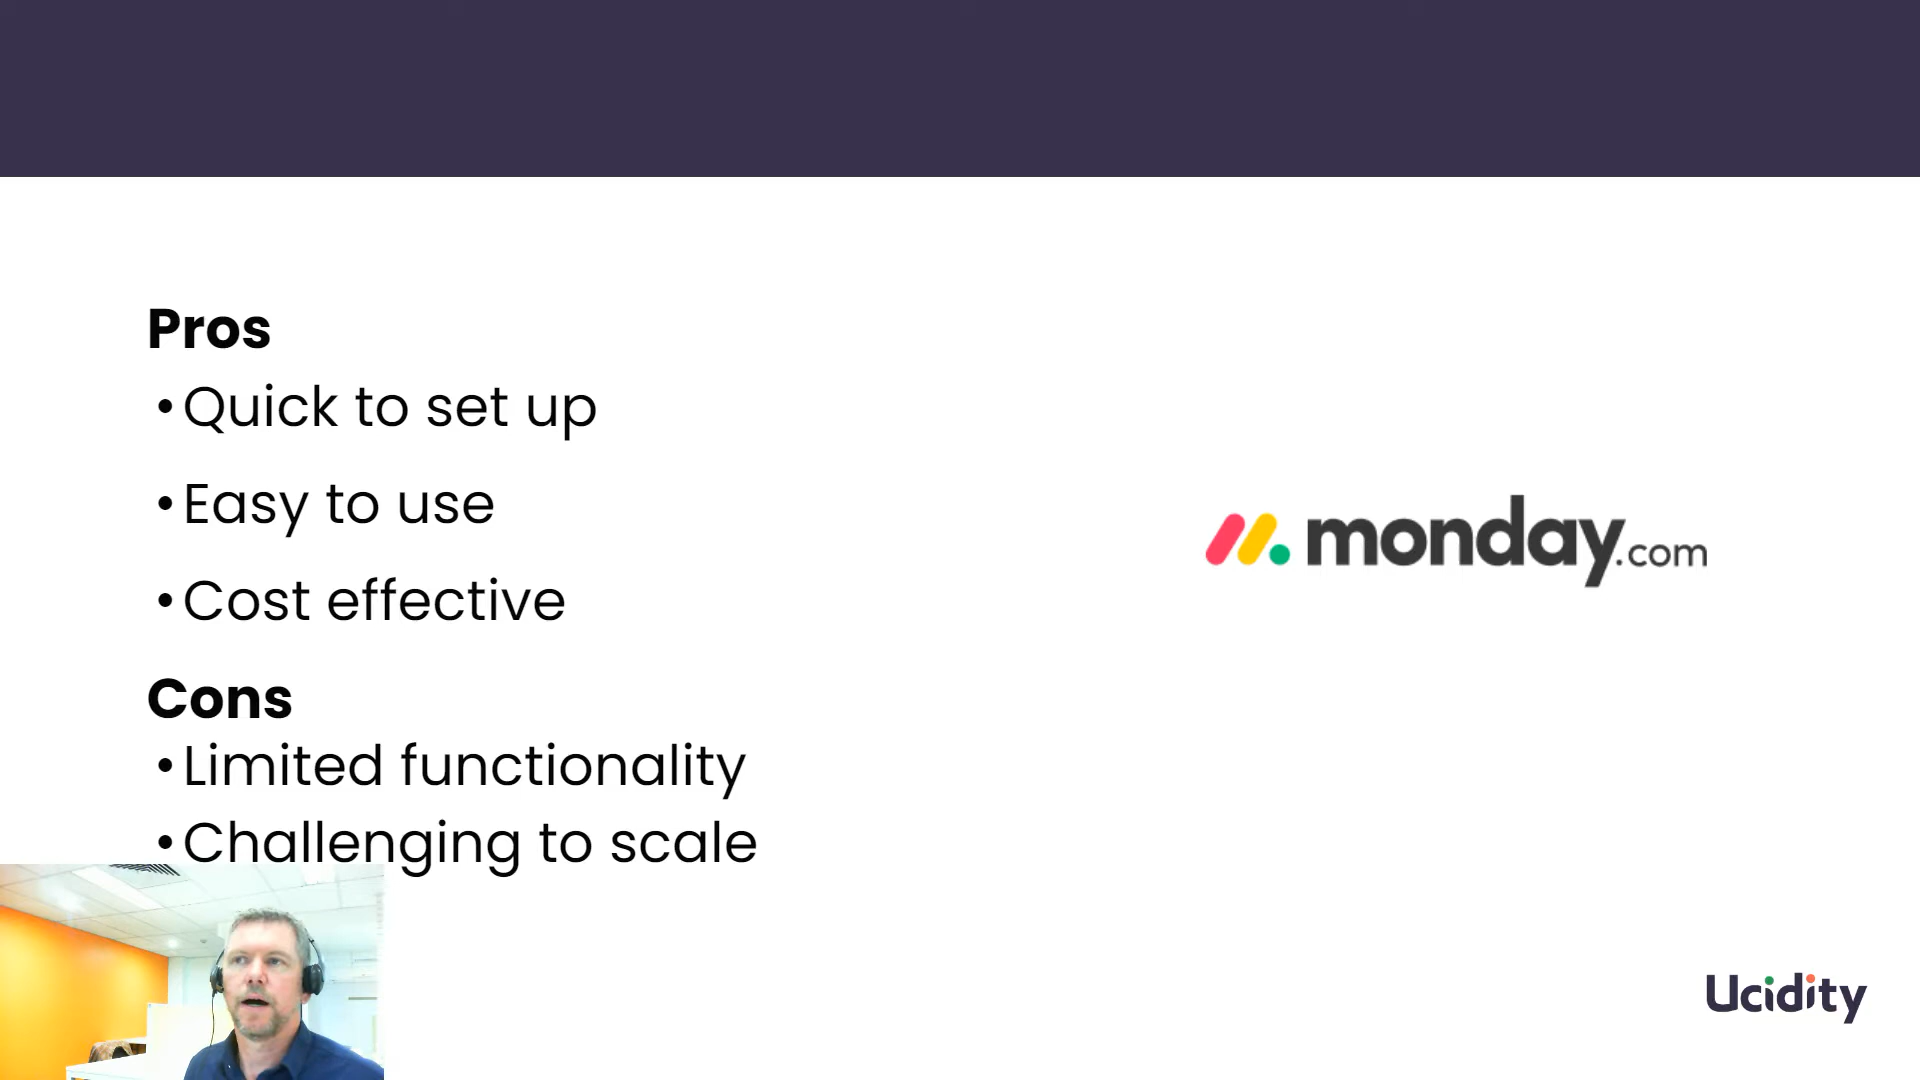 Pros
• Quick to set up
• Easy to use
• Cost effective
Cons
• Limited functionality
• Challenging to scale
monday.com
Ucidity